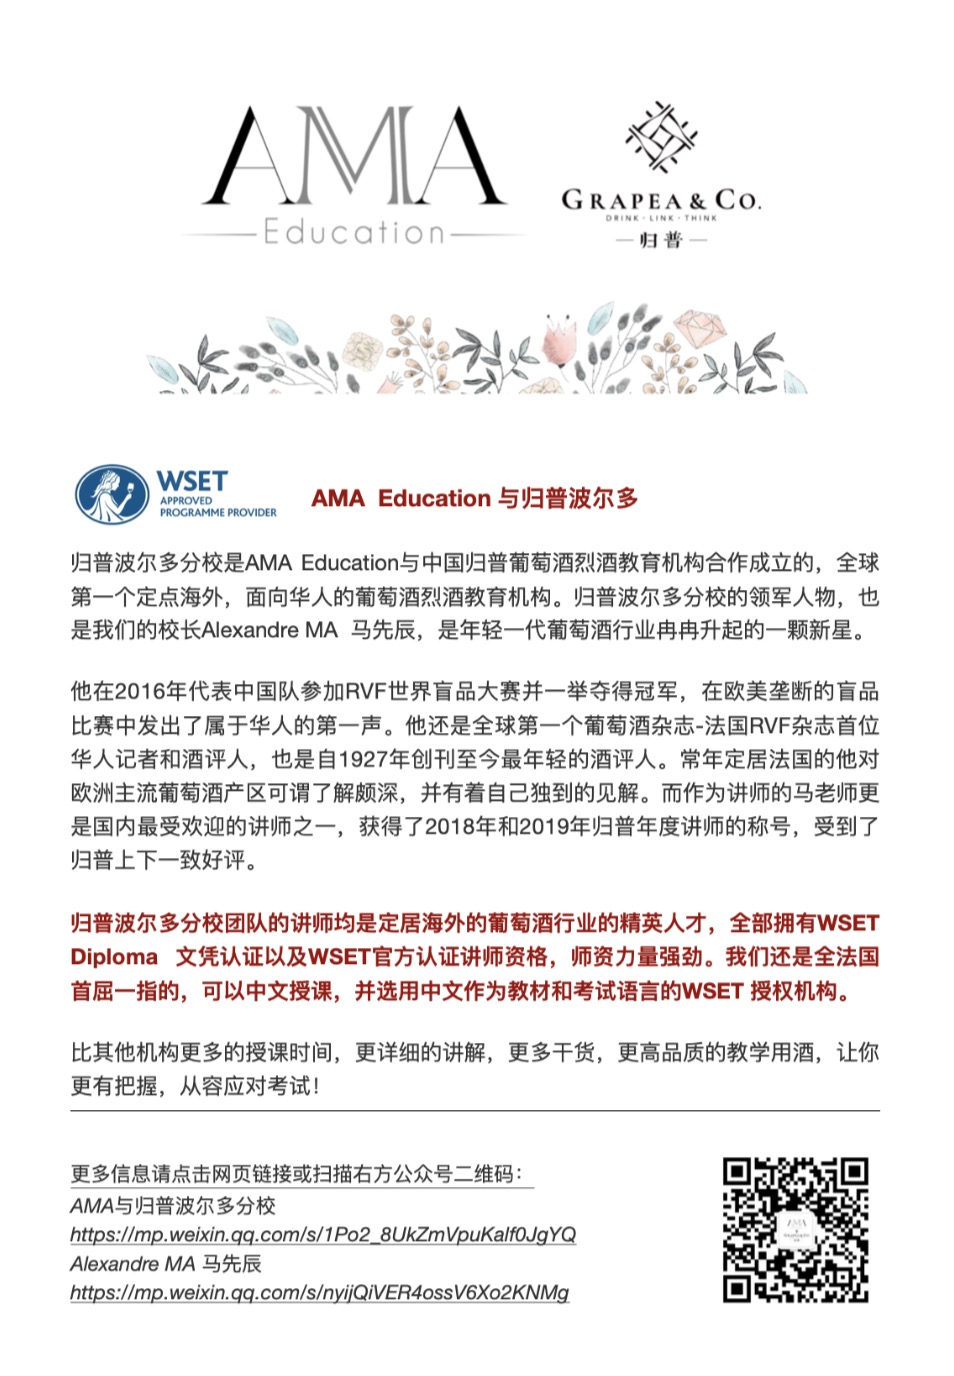 AMA
Education
GRAPEA & CO.
DRINK · LINK · THINK
归普
WSET
APPROVED
PROGRAMME PROVIDER
AMA Education 与归普波尔多
归普波尔多分校是AMA Education与中国归普葡萄酒烈酒教育机构合作成立的，全球
第一个定点海外，面向华人的葡萄酒烈酒教育机构。归普波尔多分校的领军人物，也
是我们的校长Alexandre MA 马先辰，是年轻一代葡萄酒行业冉冉升起的一颗新星。
他在2016年代表中国队参加RVF世界盲品大赛并一举夺得冠军，在欧美垄断的盲品
比赛中发出了属于华人的第一声。他还是全球第一个葡萄酒杂志-法国RVF杂志首位
华人记者和酒评人，也是自1927年创刊至今最年轻的酒评人。常年定居法国的他对
欧洲主流葡萄酒产区可谓了解颇深，并有着自己独到的见解。而作为讲师的马老师更
是国内最受欢迎的讲师之一，获得了2018年和2019年归普年度讲师的称号，受到了
归普上下一致好评。
归普波尔多分校团队的讲师均是定居海外的葡萄酒行业的精英人才，全部拥有WSET
Diploma 文凭认证以及WSET官方认证讲师资格，师资力量强劲。我们还是全法国
首屈一指的，可以中文授课，并选用中文作为教材和考试语言的WSET 授权机构。
比其他机构更多的授课时间，更详细的讲解，更多干货，更高品质的教学用酒，让你
更有把握，从容应对考试！
更多信息请点击网页链接或扫描右方公众号二维码：
AMA与归普波尔多分校
https://mp.weixin.qq.com/s/1Po2_8UkZmVpuKalf0JgYQ
Alexandre MA 马先辰
https://mp.weixin.qq.com/s/nyijQiVER4ossV6Xo2KNMg